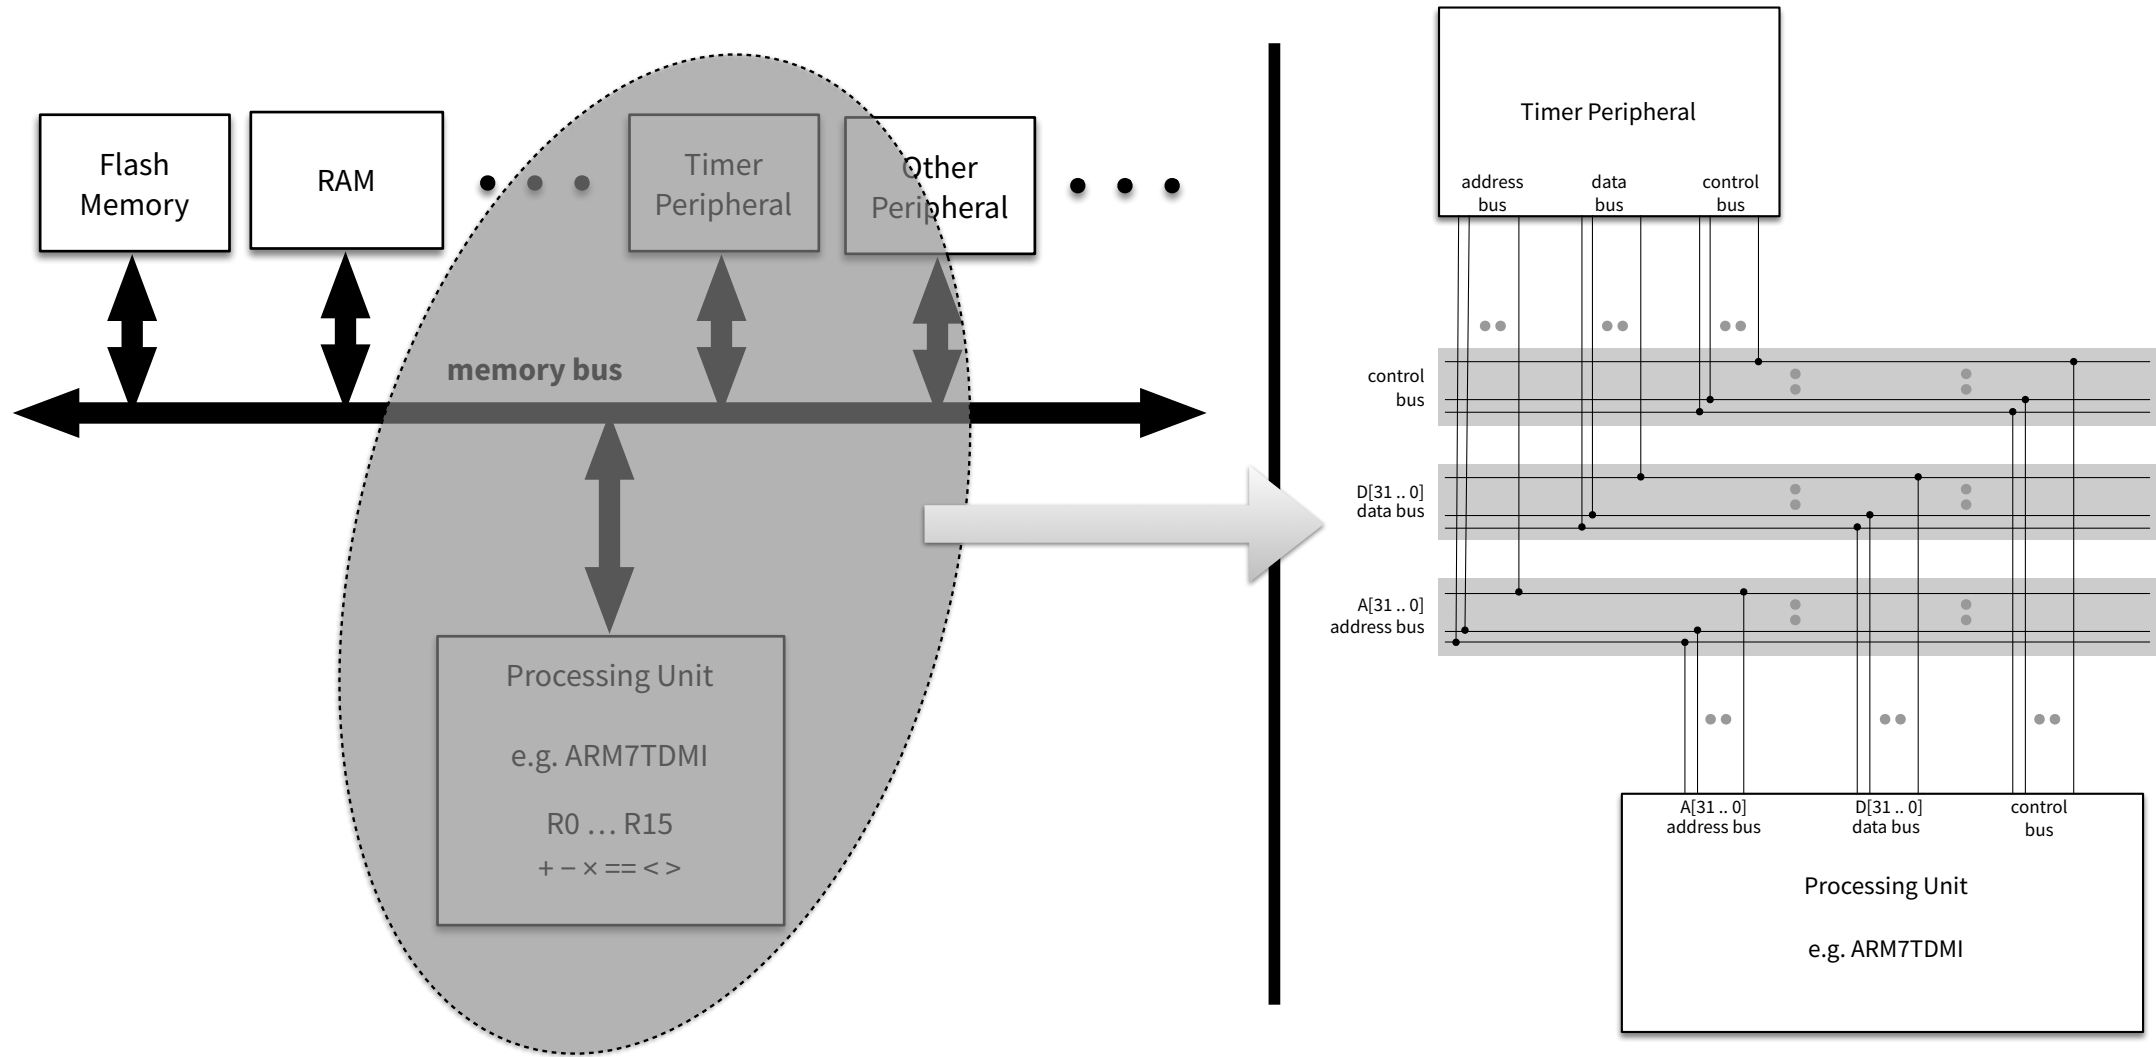 Flash
Memory
RAM
Timer
Peripheral
Other
Peripheral
memory bus
Processing Unit
e.g. ARM7TDMI
R0 … R15
+ − × == < >
Timer Peripheral
address
bus
data
bus
control
bus
control
bus
D[31 .. 0]
data bus
A[31 .. 0]
address bus
A[31 .. 0]
address bus
D[31 .. 0]
data bus
control
bus
Processing Unit
e.g. ARM7TDMI